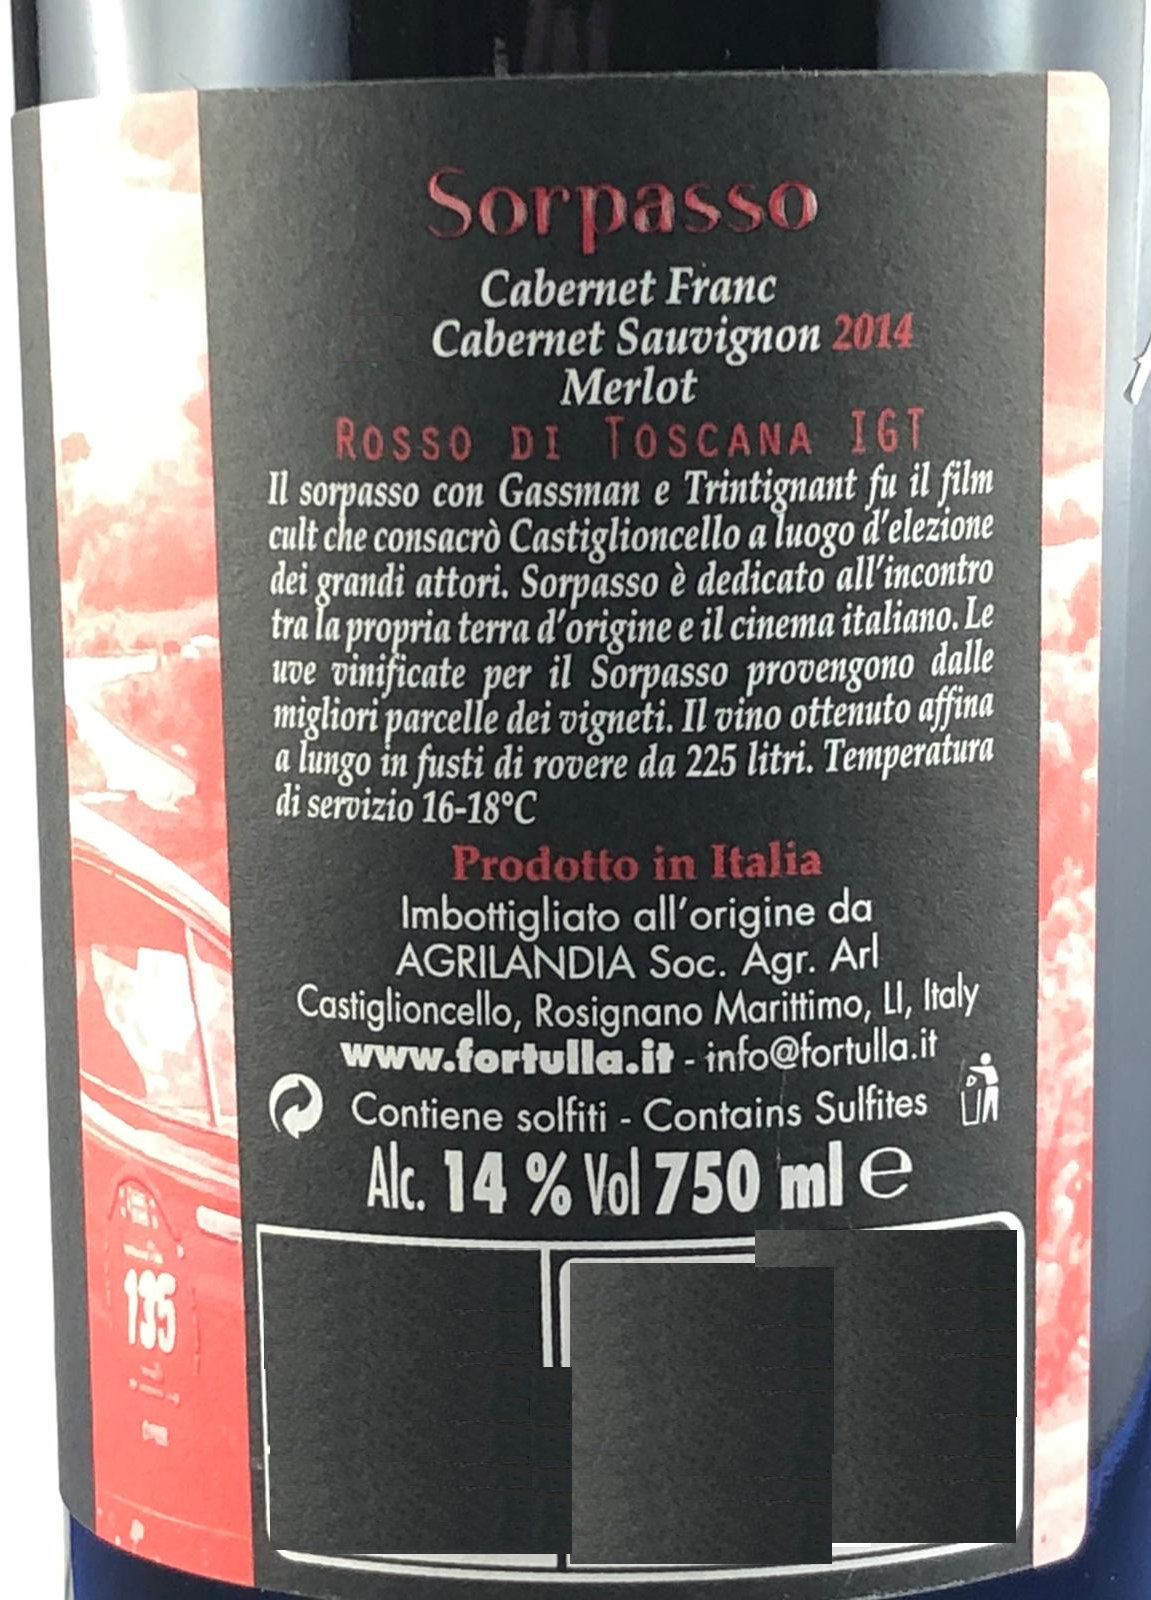 Sorpasso
Cabernet Franc
Cabernet Sauvignon 2014
Merlot
ROSSO DI TOSCANA IGT
Il sorpasso con Gassman e Trintignant fu il film
cult che consacrò Castiglioncello a luogo d'elezione
dei grandi attori. Sorpasso è dedicato all'incontro
tra la propria terra d'origine e il cinema italiano. Le
uve vinificate per il Sorpasso provengono dalle
migliori parcelle dei vigneti. Il vino ottenuto affina
a lungo in fusti di rovere da 225 litri. Temperatura
di servizio 16-18°C
Prodotto in Italia
Imbottigliato all'origine da
AGRILANDIA Soc. Agr. Arl
Castiglioncello, Rosignano Marittimo, LI, Italy
www.fortulla.it - info@fortulla.it
Contiene solfiti - Contains Sulfites
Alc. 14 % Vol 750 ml e
135